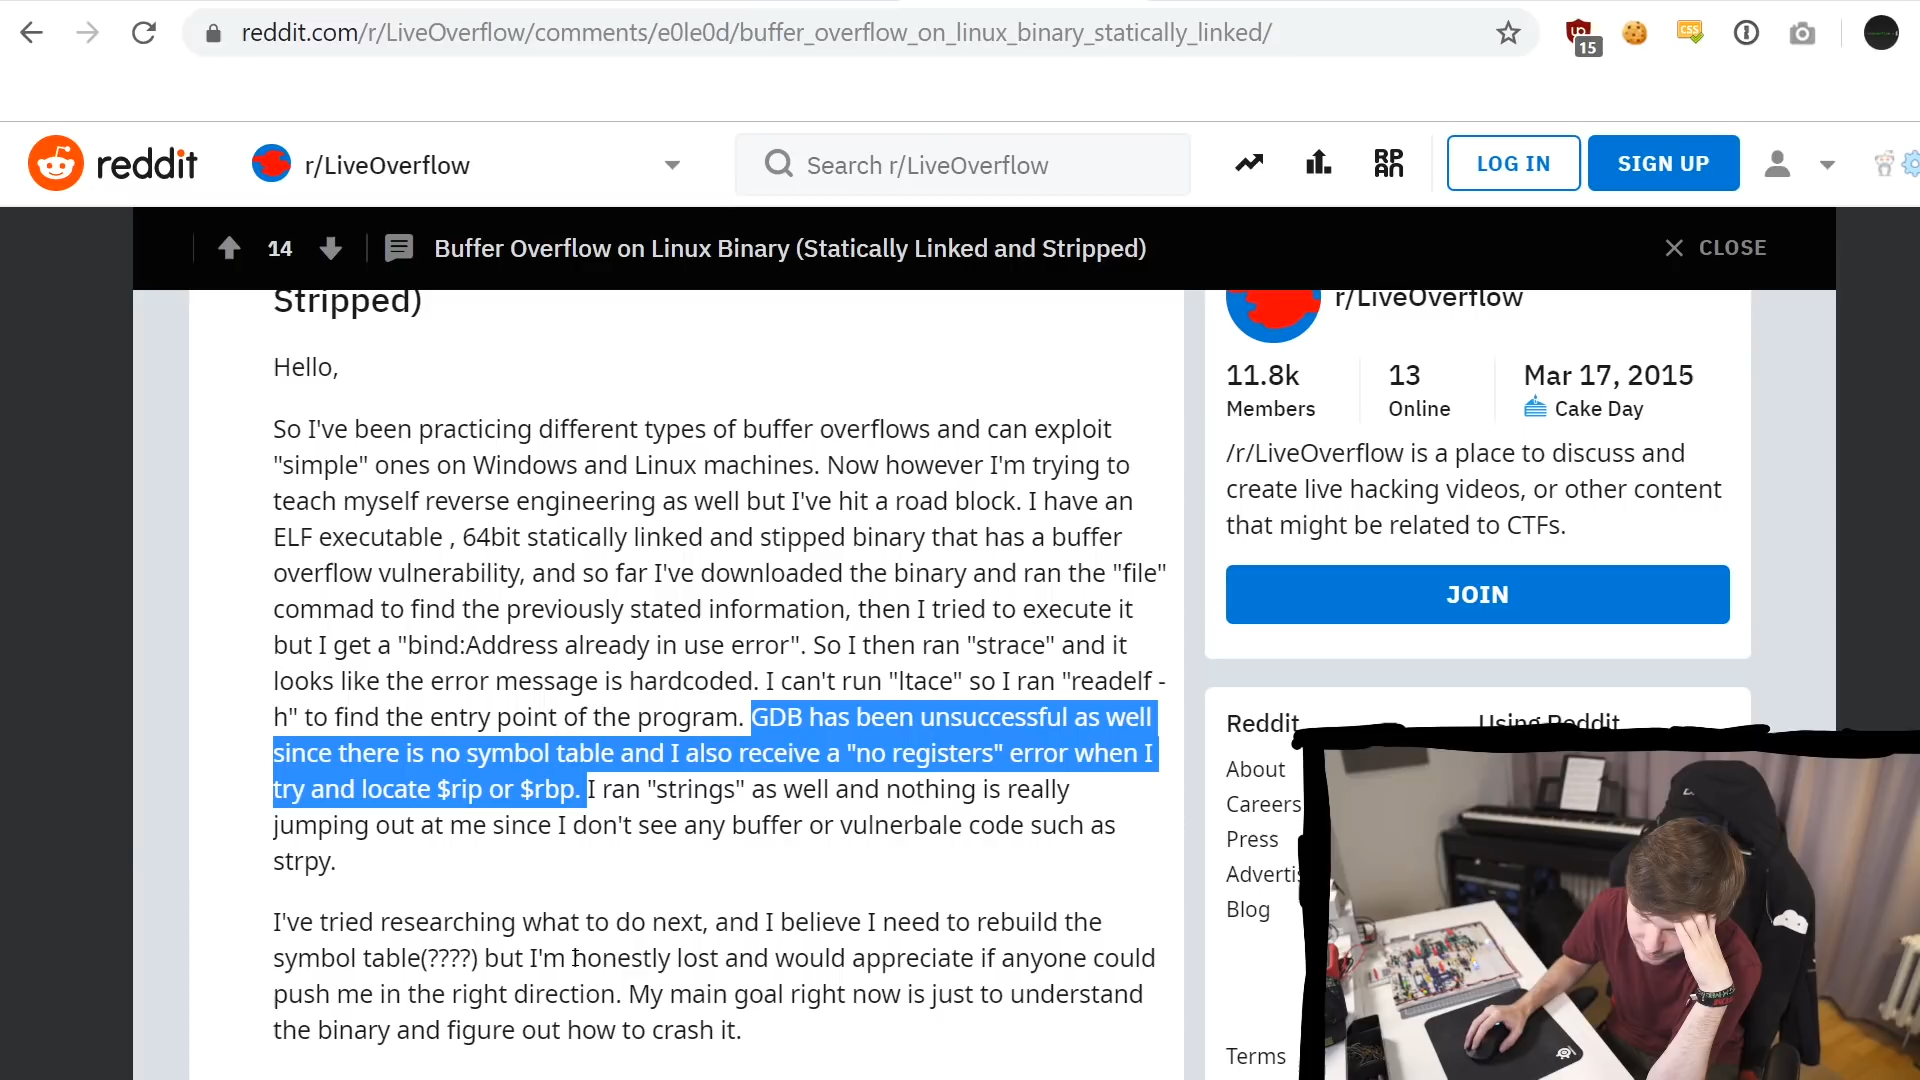 reddit.com/r/LiveOverflow/comments/e0le0d/buffer_overflow_on_linux_binary_statically_linked/
15
CSS
reddit
r/LiveOverflow
Search r/LiveOverflow
RPAN
LOG IN
SIGN UP
14
Buffer Overflow on Linux Binary (Statically Linked and Stripped)
CLOSE
Stripped)
Hello,
So I've been practicing different types of buffer overflows and can exploit
"simple" ones on Windows and Linux machines. Now however I'm trying to
teach myself reverse engineering as well but I've hit a road block. I have an
ELF executable , 64bit statically linked and stipped binary that has a buffer
overflow vulnerability, and so far I've downloaded the binary and ran the "file"
commad to find the previously stated information, then I tried to execute it
but I get a "bind:Address already in use error". So I then ran "strace" and it
looks like the error message is hardcoded. I can't run "ltace" so I ran "readelf -
h" to find the entry point of the program. GDB has been unsuccessful as well
since there is no symbol table and I also receive a "no registers" error when I
try and locate $rip or $rbp. I ran "strings" as well and nothing is really
jumping out at me since I don't see any buffer or vulnerbale code such as
strpy.
I've tried researching what to do next, and I believe I need to rebuild the
symbol table(????) but I'm honestly lost and would appreciate if anyone could
push me in the right direction. My main goal right now is just to understand
the binary and figure out how to crash it.
r/LiveOverflow
11.8k
Members
13
Online
Mar 17, 2015
Cake Day
/r/LiveOverflow is a place to discuss and
create live hacking videos, or other content
that might be related to CTFs.
JOIN
Reddit
Using Reddit
About
Careers
Press
Advertis
Blog
Terms